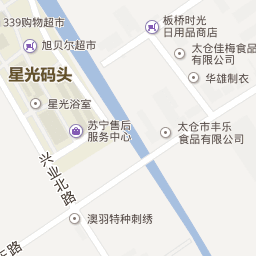 339购物超市
旭贝尔超市
星光码头
星光浴室
苏宁售后
服务中心
兴业北路
板桥时光
日用品商店
太仓佳梅食品
有限公司
华雄制衣
太仓市丰乐
食品有限公司
澳羽特种刺绣
路